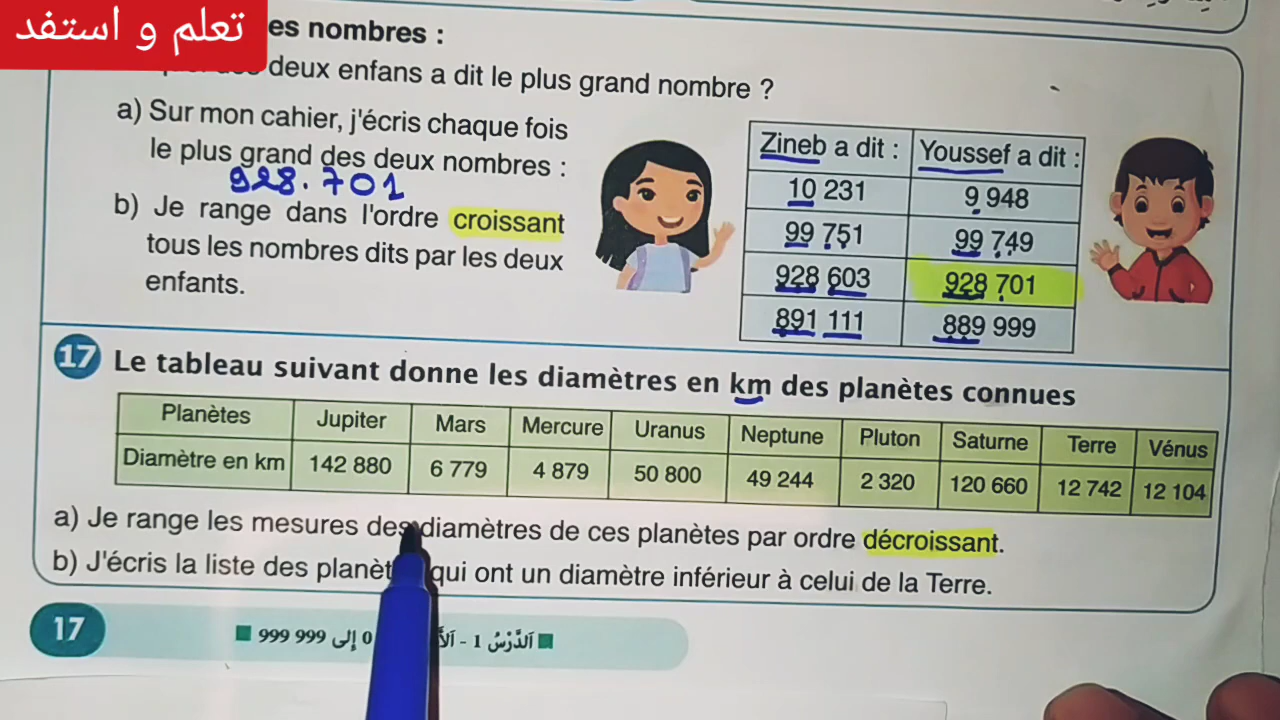 تعلم و استفد
es nombres :
deux enfans a dit le plus grand nombre ?
a) Sur mon cahier, j'écris chaque fois
le plus grand des deux nombres :
928.701
b) Je range dans l'ordre croissant
tous les nombres dits par les deux
enfants.
Zineb a dit : Youssef a dit :
10 231 9 948
99 751 99 749
928 603 928 701
891 111 889 999
17 Le tableau suivant donne les diamètres en km des planètes connues
Planètes Jupiter Mars Mercure Uranus Neptune Pluton Saturne Terre Vénus
Diamètre en km 142 880 6 779 4 879 50 800 49 244 2 320 120 660 12 742 12 104
a) Je range les mesures des diamètres de ces planètes par ordre décroissant.
b) J'écris la liste des planèt qui ont un diamètre inférieur à celui de la Terre.
17
اَلدَّرْسُ 1 - 0 إلى 999 999